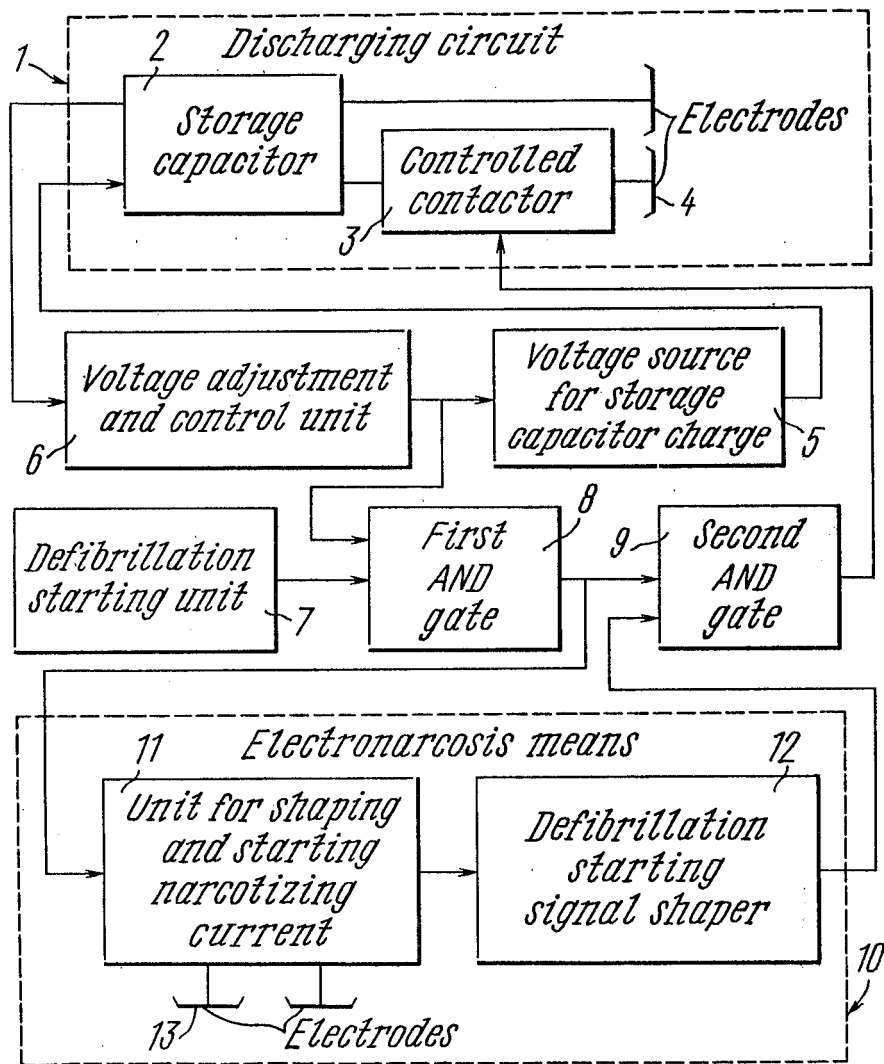 Discharging circuit
1
2
Storage
capacitor
Electrodes
Controlled
contactor
3
4
Voltage adjustment
and control unit
6
Voltage source
for storage
capacitor charge
5
Defibrillation
starting unit
7
First
AND
gate
8
9
Second
AND
gate
Electronarcosis means
11
Unit for shaping
and starting
narcotizing
current
12
Defibrillation
starting
signal shaper
13
Electrodes
10